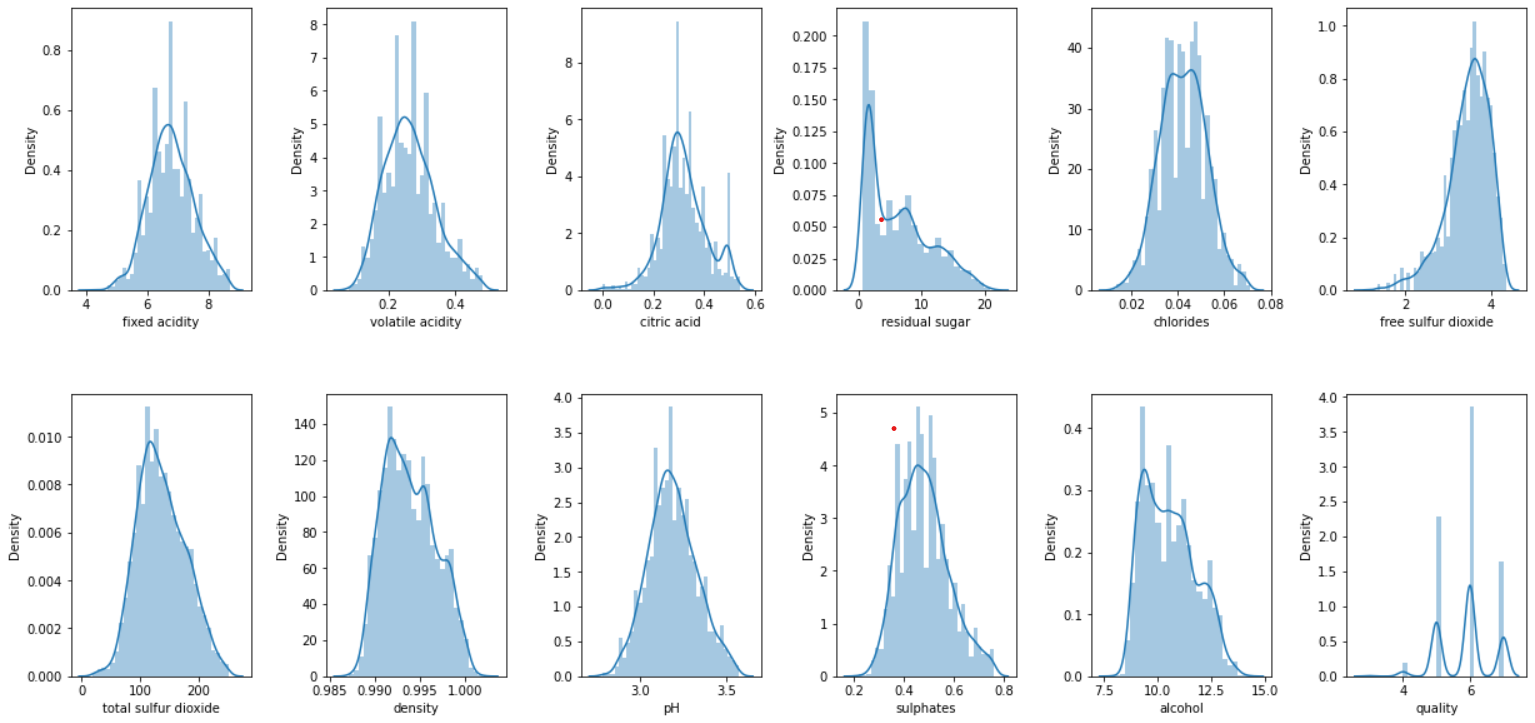 Density
0.0 0.2 0.4 0.6 0.8
4 6 8
fixed acidity
Density
0 1 2 3 4 5 6 7 8
0.2 0.4
volatile acidity
Density
0 2 4 6 8
0.0 0.2 0.4 0.6
citric acid
Density
0.000 0.025 0.050 0.075 0.100 0.125 0.150 0.175 0.200
0 10 20
residual sugar
Density
0 10 20 30 40
0.02 0.04 0.06 0.08
chlorides
Density
0.0 0.2 0.4 0.6 0.8 1.0
2 4
free sulfur dioxide
Density
0.000 0.002 0.004 0.006 0.008 0.010
0 100 200
total sulfur dioxide
Density
0 20 40 60 80 100 120 140
0.985 0.990 0.995 1.000
density
Density
0.0 0.5 1.0 1.5 2.0 2.5 3.0 3.5 4.0
3.0 3.5
pH
Density
0 1 2 3 4 5
0.2 0.4 0.6 0.8
sulphates
Density
0.0 0.1 0.2 0.3 0.4
7.5 10.0 12.5 15.0
alcohol
Density
0.0 0.5 1.0 1.5 2.0 2.5 3.0 3.5 4.0
4 6
quality